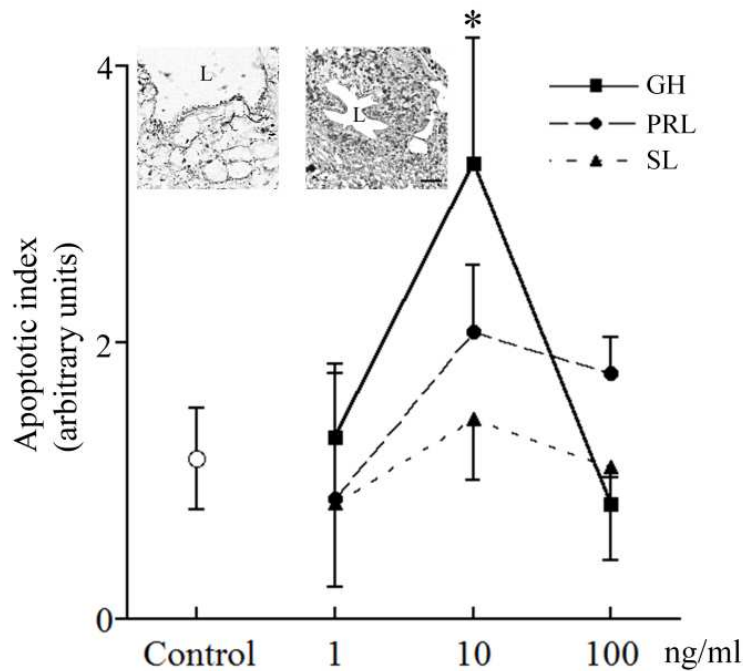 *
4
L
L
GH
PRL
SL
Apoptotic index
(arbitrary units)
2
0
Control 1 10 100 ng/ml